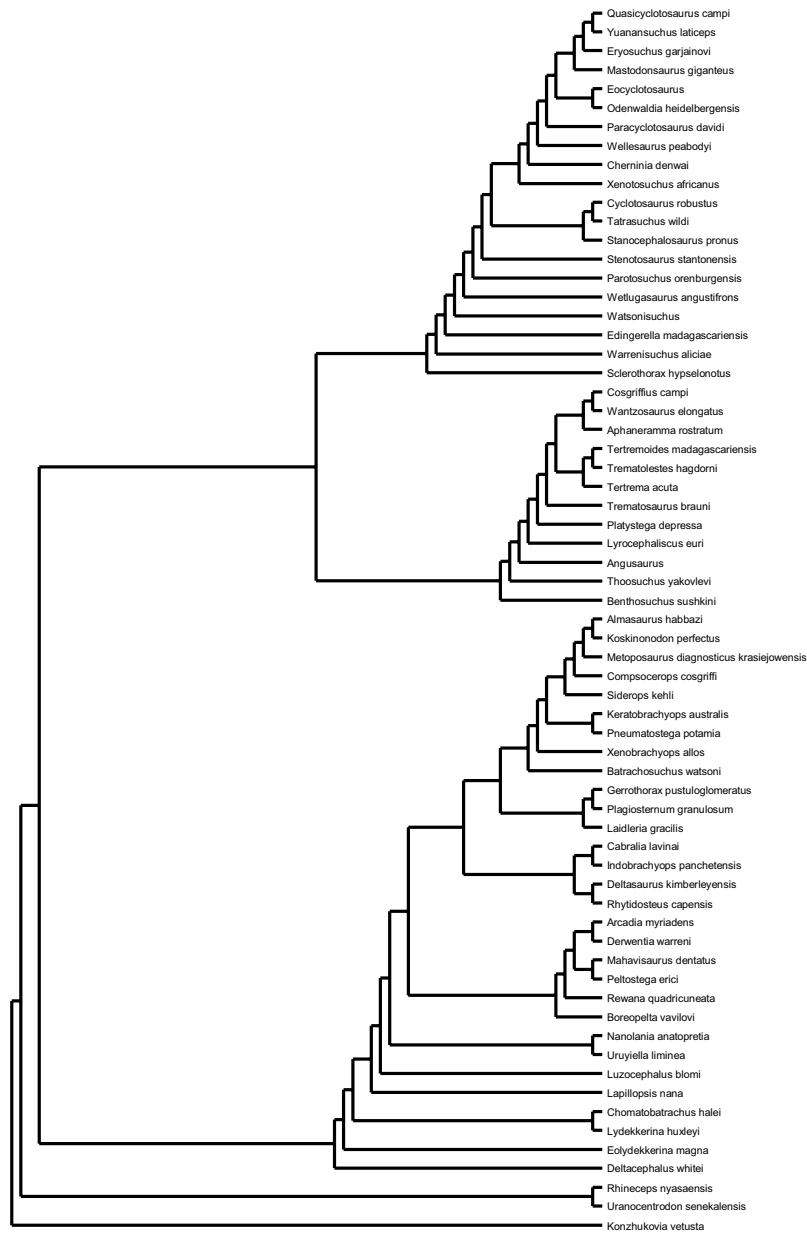 Quasicyclotosaurus campi
Yuanansuchus laticeps
Eryosuchus garjainovi
Mastodonsaurus giganteus
Eocyclotosaurus
Odenwaldia heidelbergensis
Paracyclotosaurus davidi
Wellesaurus peabodyi
Cherninia denwai
Xenotosuchus africanus
Cyclotosaurus robustus
Tatrasuchus wildi
Stanocephalosaurus pronus
Stenotosaurus stantonensis
Parotosuchus orenburgensis
Wetlugasaurus angustifrons
Watsonisuchus
Edingerella madagascariensis
Warrenisuchus aliciae
Sclerothorax hypselonotus
Cosgriffius campi
Wantzosaurus elongatus
Aphaneramma rostratum
Tertremoides madagascariensis
Trematolestes hagdorni
Tertrema acuta
Trematosaurus brauni
Platystega depressa
Lyrocephaliscus euri
Angusaurus
Thoosuchus yakovlevi
Benthosuchus sushkini
Almasaurus habbazi
Koskinonodon perfectus
Metoposaurus diagnosticus krasiejowensis
Compsocerops cosgriffi
Siderops kehli
Keratobrachyops australis
Pneumatostega potamia
Xenobrachyops allos
Batrachosuchus watsoni
Gerrothorax pustuloglomeratus
Plagiosternum granulosum
Laidleria gracilis
Cabralia lavinai
Indobrachyops panchetensis
Deltasaurus kimberleyensis
Rhytidosteus capensis
Arcadia myriadens
Derwentia warreni
Mahavisaurus dentatus
Peltostega erici
Rewana quadricuneata
Boreopelta vavilovi
Nanolania anatopretia
Uruyiella liminea
Luzocephalus blomi
Lapillopsis nana
Chomatobatrachus halei
Lydekkerina huxleyi
Eolydekkerina magna
Deltacephalus whitei
Rhineceps nyasaensis
Uranocentrodon senekalensis
Konzhukovia vetusta